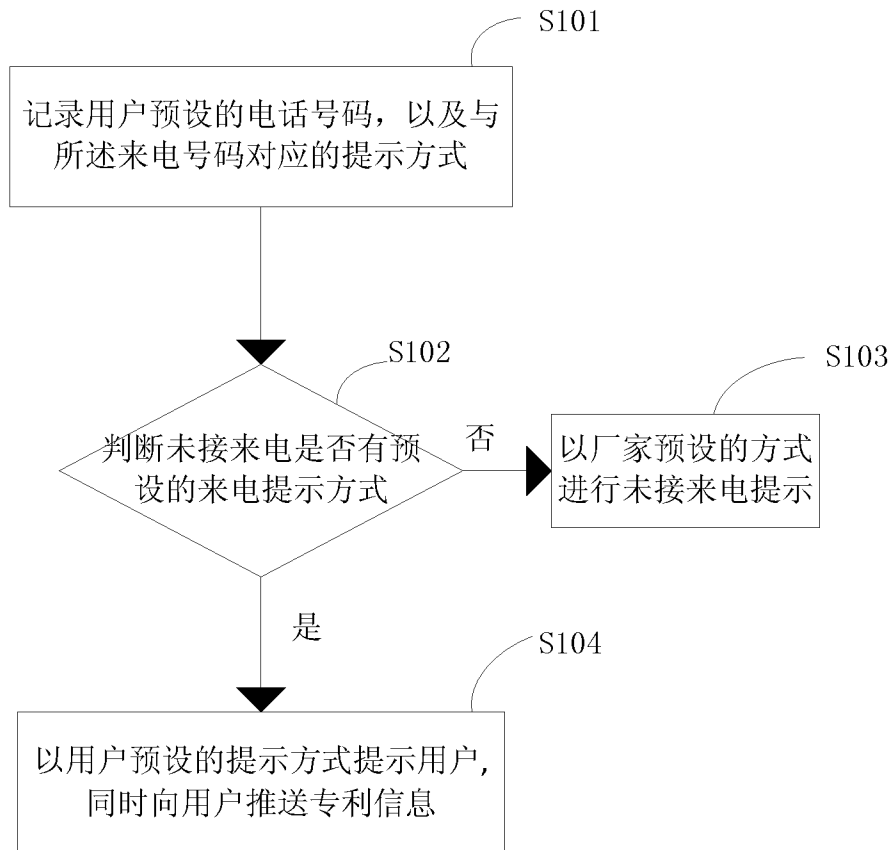 S101
记录用户预设的电话号码，以及与
所述来电号码对应的提示方式
S102
判断未接来电是否有预
设的来电提示方式
否
S103
以厂家预设的方式
进行未接来电提示
是
S104
以用户预设的提示方式提示用户，
同时向用户推送专利信息